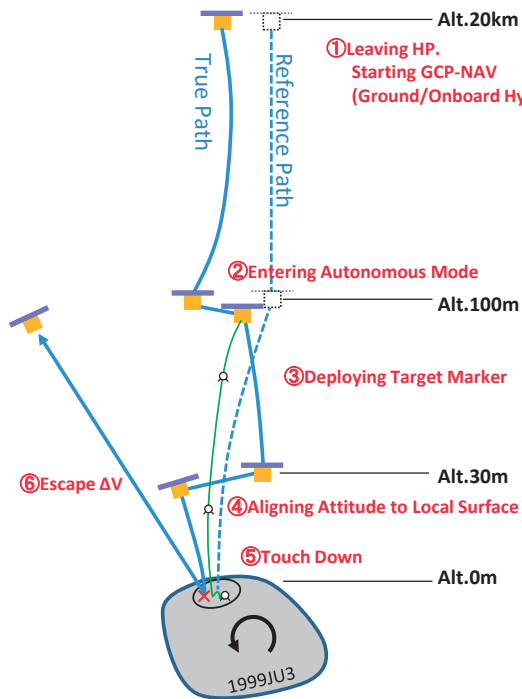 Alt.20km
①Leaving HP.
Starting GCP-NAV
(Ground/Onboard Hy
True Path
Reference Path
②Entering Autonomous Mode
Alt.100m
③Deploying Target Marker
Alt.30m
⑥Escape ΔV
④Aligning Attitude to Local Surface
⑤Touch Down
Alt.0m
1999JU3